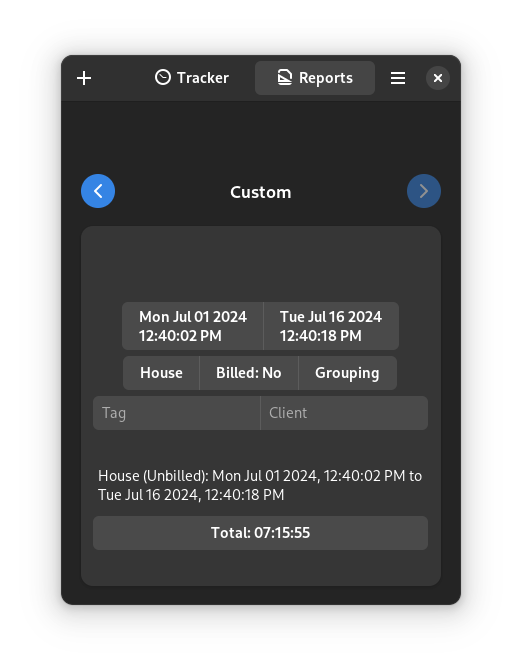 Tracker
Reports
Custom
Mon Jul 01 2024
12:40:02 PM
Tue Jul 16 2024
12:40:18 PM
House
Billed: No
Grouping
Tag
Client
House (Unbilled): Mon Jul 01 2024, 12:40:02 PM to
Tue Jul 16 2024, 12:40:18 PM
Total: 07:15:55